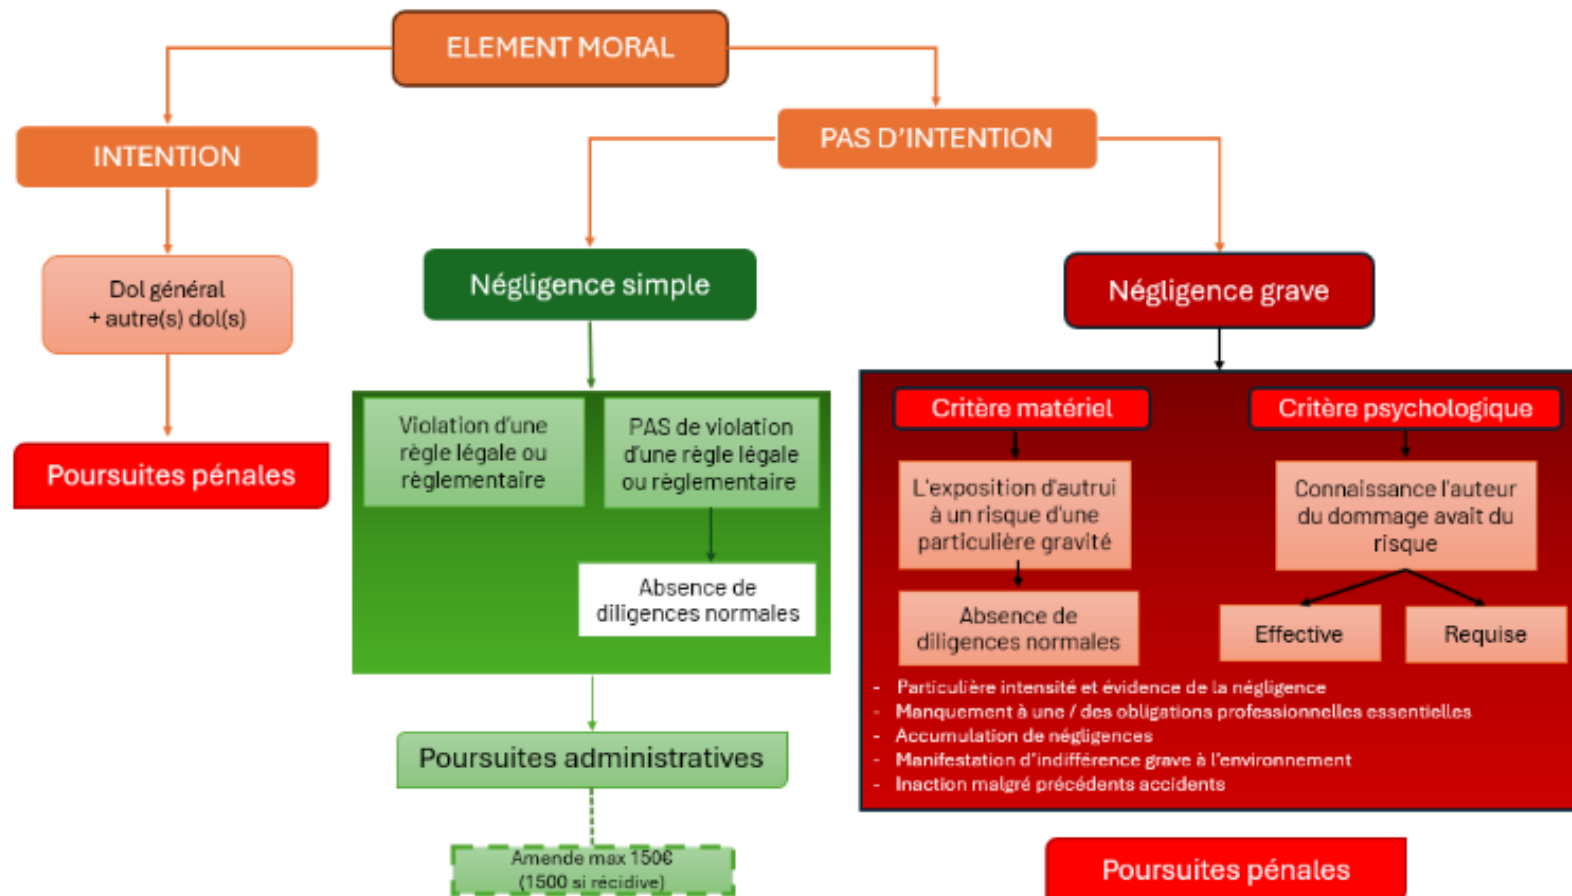 ELEMENT MORAL
INTENTION
PAS D'INTENTION
Dol général
+ autre(s) dol(s)
Poursuites pénales
Négligence simple
Violation d'une
règle légale ou
règlementaire
PAS de violation
d'une règle légale
ou règlementaire
Absence de
diligences normales
Poursuites administratives
Amende max 150€
(1500 si récidive)
Négligence grave
Critère matériel
L'exposition d'autrui
à un risque d'une
particulière gravité
Absence de
diligences normales
Critère psychologique
Connaissance l'auteur
du dommage avait du
risque
Effective
Requise
- Particulière intensité et évidence de la négligence
- Manquement à une / des obligations professionnelles essentielles
- Accumulation de négligences
- Manifestation d'indifférence grave à l'environnement
- Inaction malgré précédents accidents
Poursuites pénales